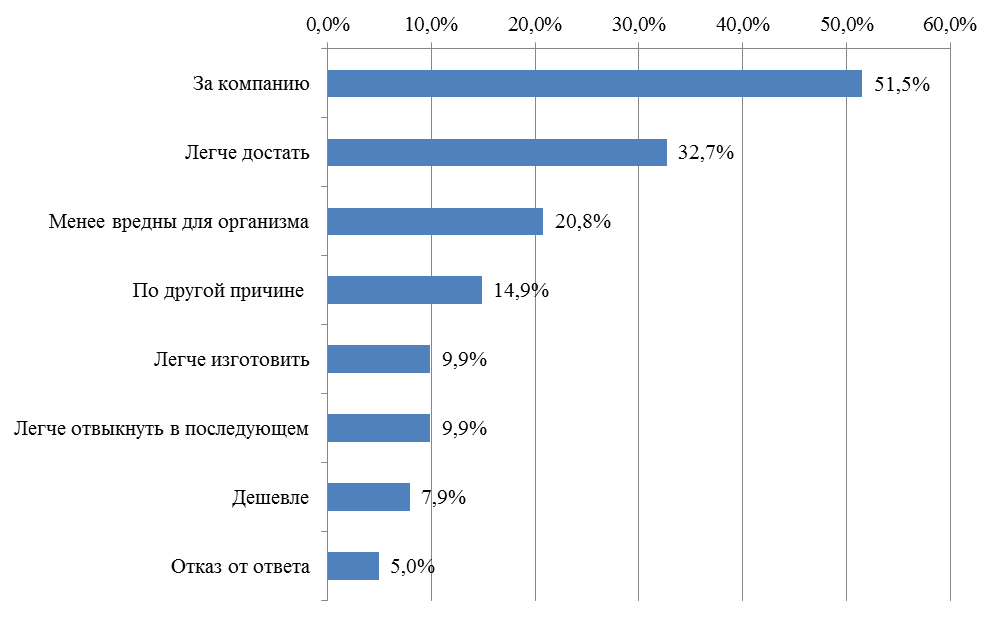 0,0% 10,0% 20,0% 30,0% 40,0% 50,0% 60,0%
За компанию 51,5%
Легче достать 32,7%
Менее вредны для организма 20,8%
По другой причине 14,9%
Легче изготовить 9,9%
Легче отвыкнуть в последующем 9,9%
Дешевле 7,9%
Отказ от ответа 5,0%